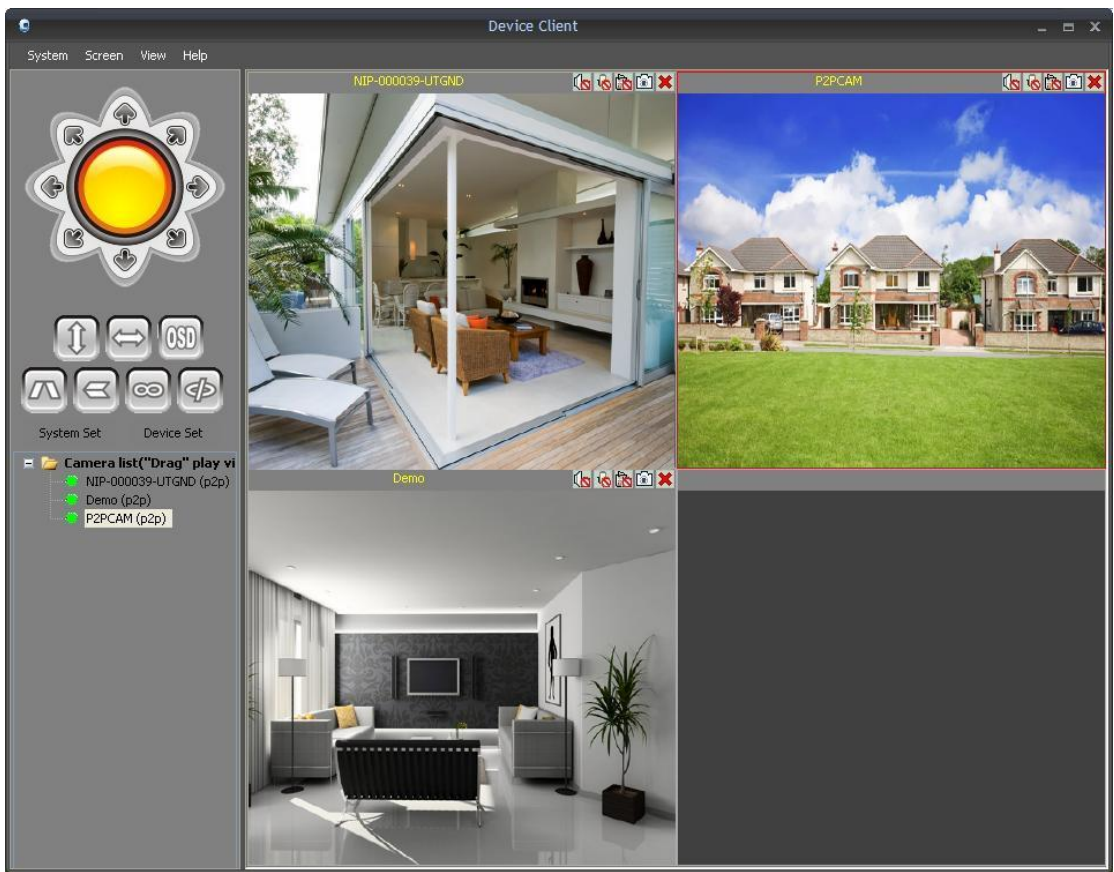 Device Client
System Screen View Help
NIP-000039-UTGND
P2PCAM
OSD
System Set Device Set
Camera list("Drag" play vi
NIP-000039-UTGND (p2p)
Demo (p2p)
P2PCAM (p2p)
Demo